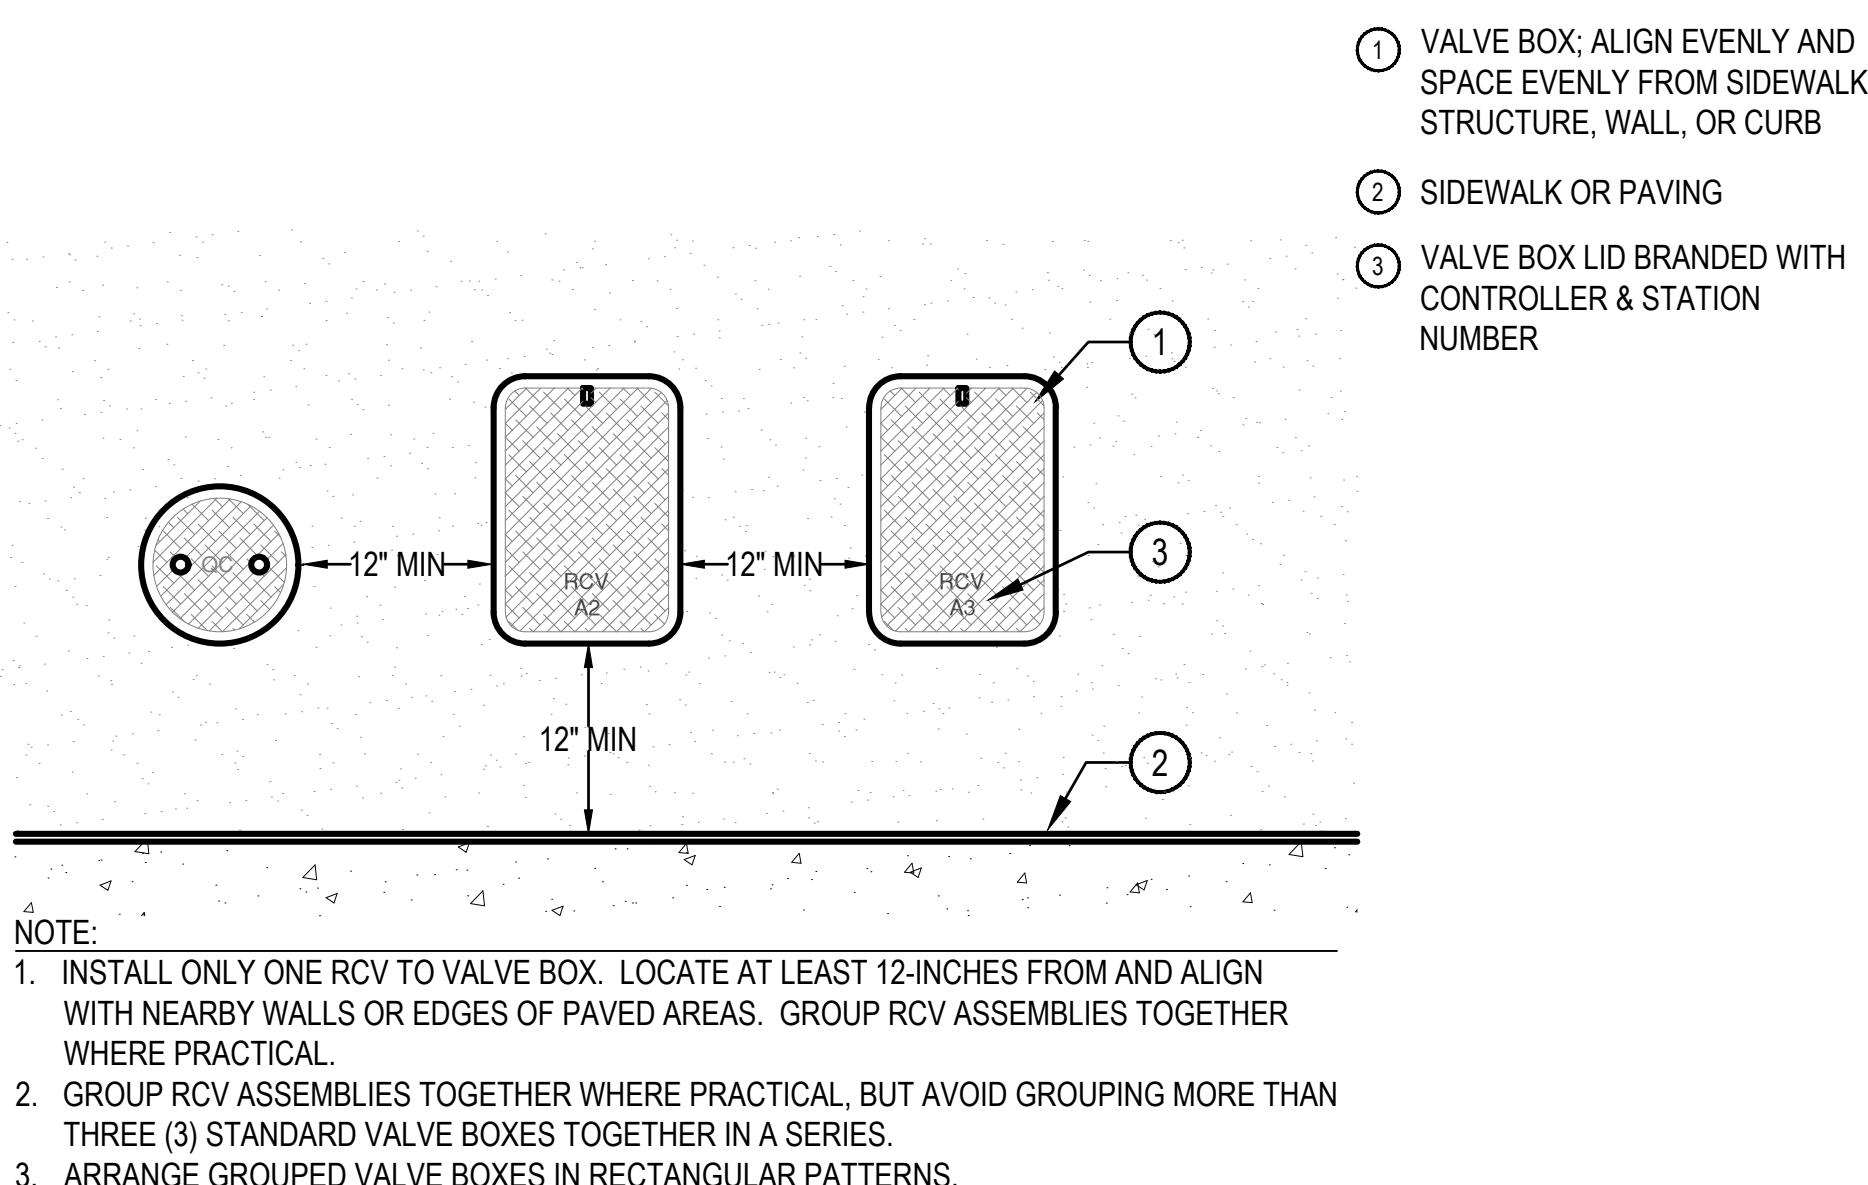 1 VALVE BOX; ALIGN EVENLY AND
SPACE EVENLY FROM SIDEWALK
STRUCTURE, WALL, OR CURB
2 SIDEWALK OR PAVING
3 VALVE BOX LID BRANDED WITH
CONTROLLER & STATION
NUMBER
1
QC
12" MIN
RCV
A2
12" MIN
RCV
A3
3
12" MIN
2
NOTE:
1. INSTALL ONLY ONE RCV TO VALVE BOX. LOCATE AT LEAST 12-INCHES FROM AND ALIGN
WITH NEARBY WALLS OR EDGES OF PAVED AREAS. GROUP RCV ASSEMBLIES TOGETHER
WHERE PRACTICAL.
2. GROUP RCV ASSEMBLIES TOGETHER WHERE PRACTICAL, BUT AVOID GROUPING MORE THAN
THREE (3) STANDARD VALVE BOXES TOGETHER IN A SERIES.
3. ARRANGE GROUPED VALVE BOXES IN RECTANGULAR PATTERNS.